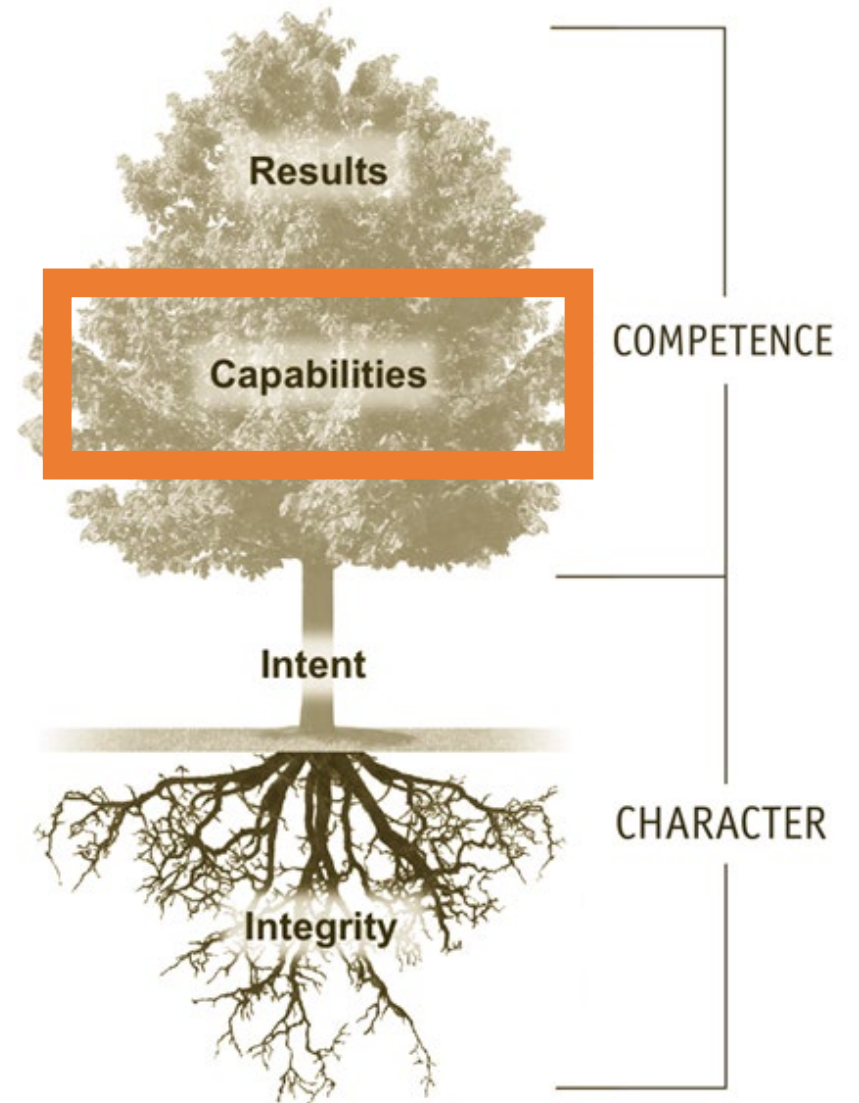 Results
Capabilities
COMPETENCE
Intent
CHARACTER
Integrity